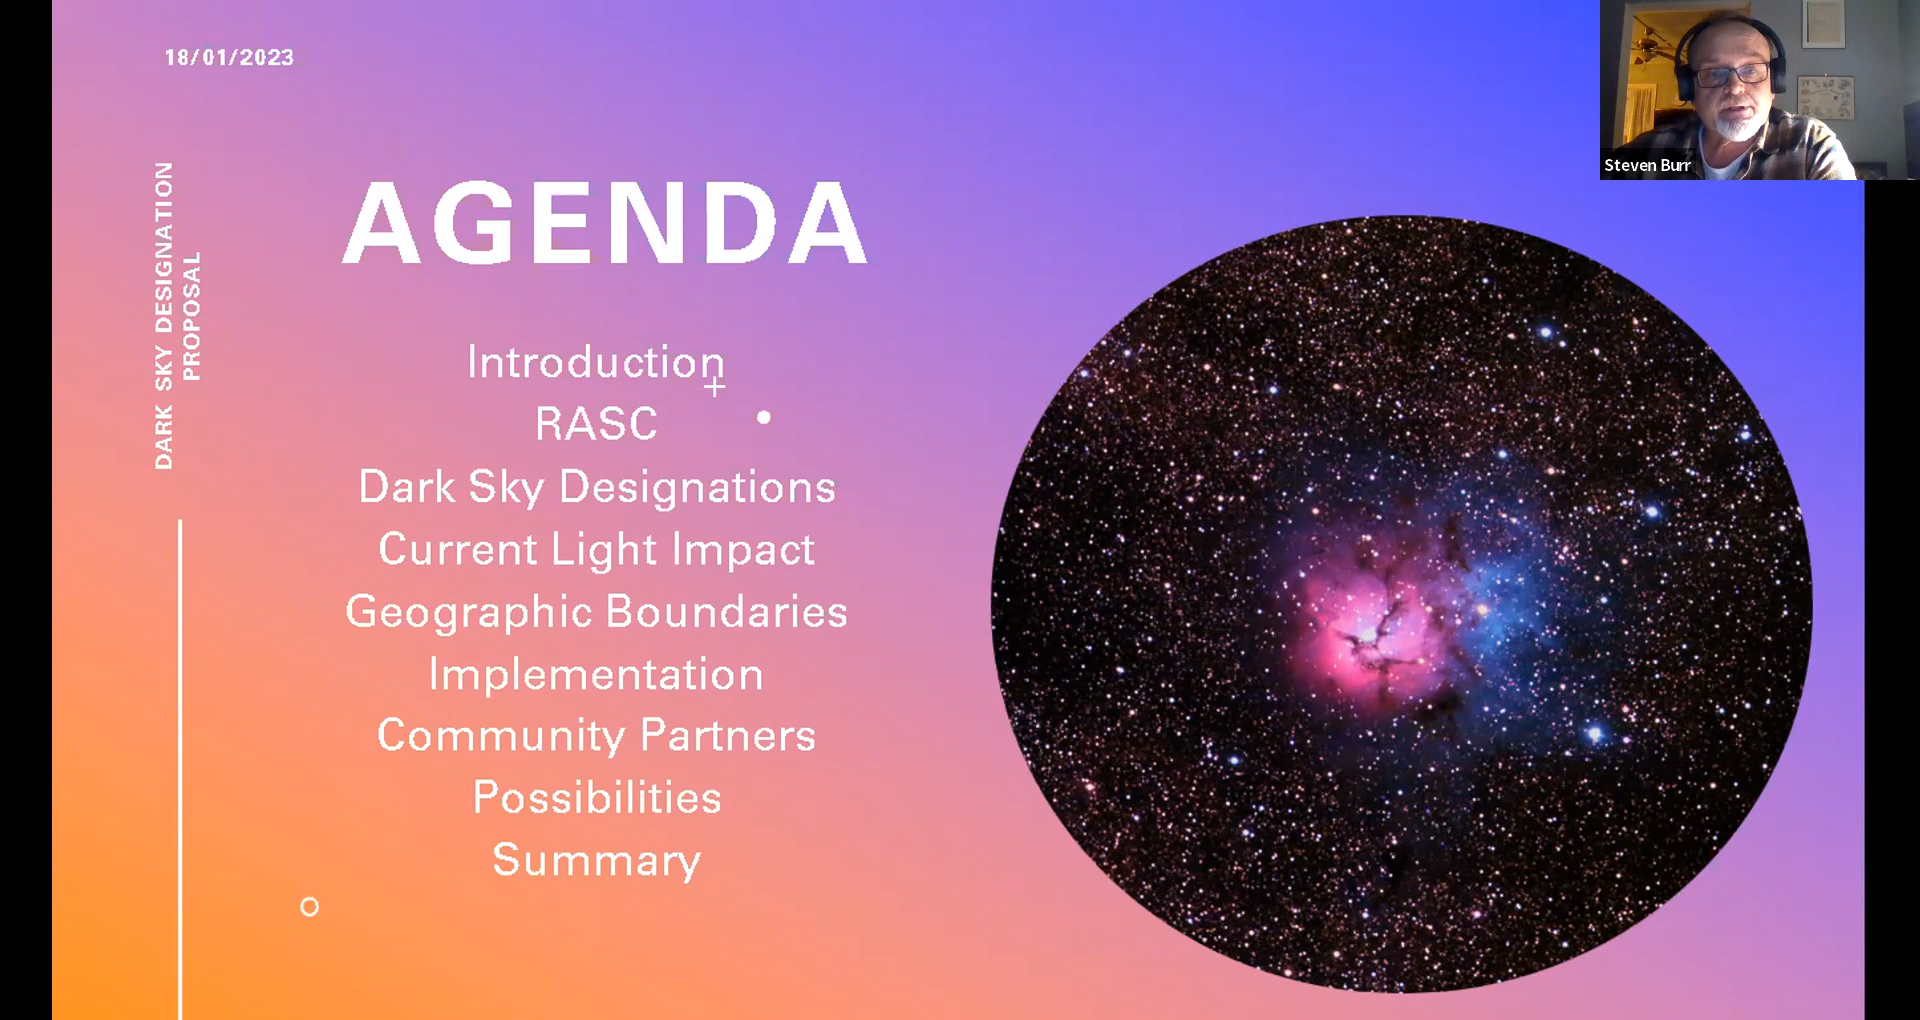 18/01/2023
DARK SKY DESIGNATION
PROPOSAL
AGENDA
Introduction
RASC
Dark Sky Designations
Current Light Impact
Geographic Boundaries
Implementation
Community Partners
Possibilities
Summary
Steven Burr